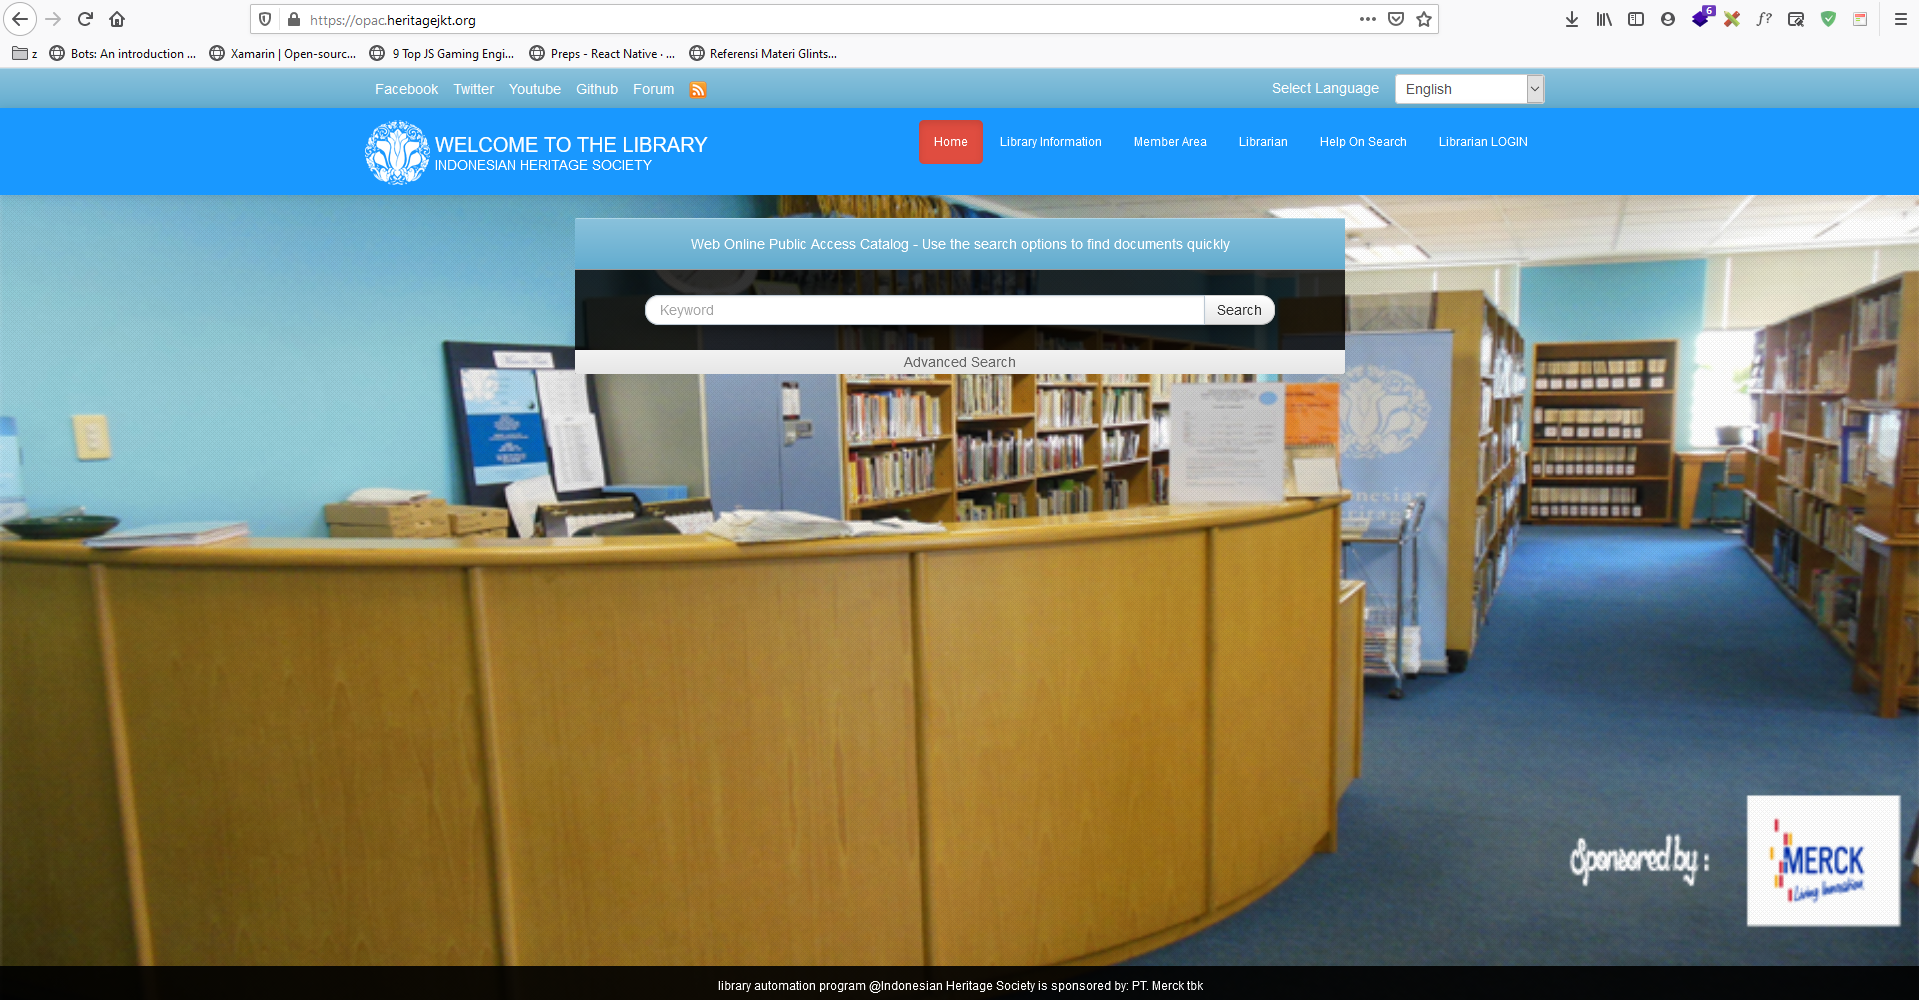 https://opac.heritagejkt.org
6
z
Bots: An introduction ...
Xamarin | Open-sourc...
9 Top JS Gaming Engi...
Preps - React Native · ...
Referensi Materi Glints...
Facebook Twitter Youtube Github Forum
Select Language English
WELCOME TO THE LIBRARY
INDONESIAN HERITAGE SOCIETY
Home Library Information Member Area Librarian Help On Search Librarian LOGIN
Web Online Public Access Catalog - Use the search options to find documents quickly
Keyword Search
Advanced Search
Sponsored by :
MERCK
Living Innovation
library automation program @Indonesian Heritage Society is sponsored by: PT. Merck tbk